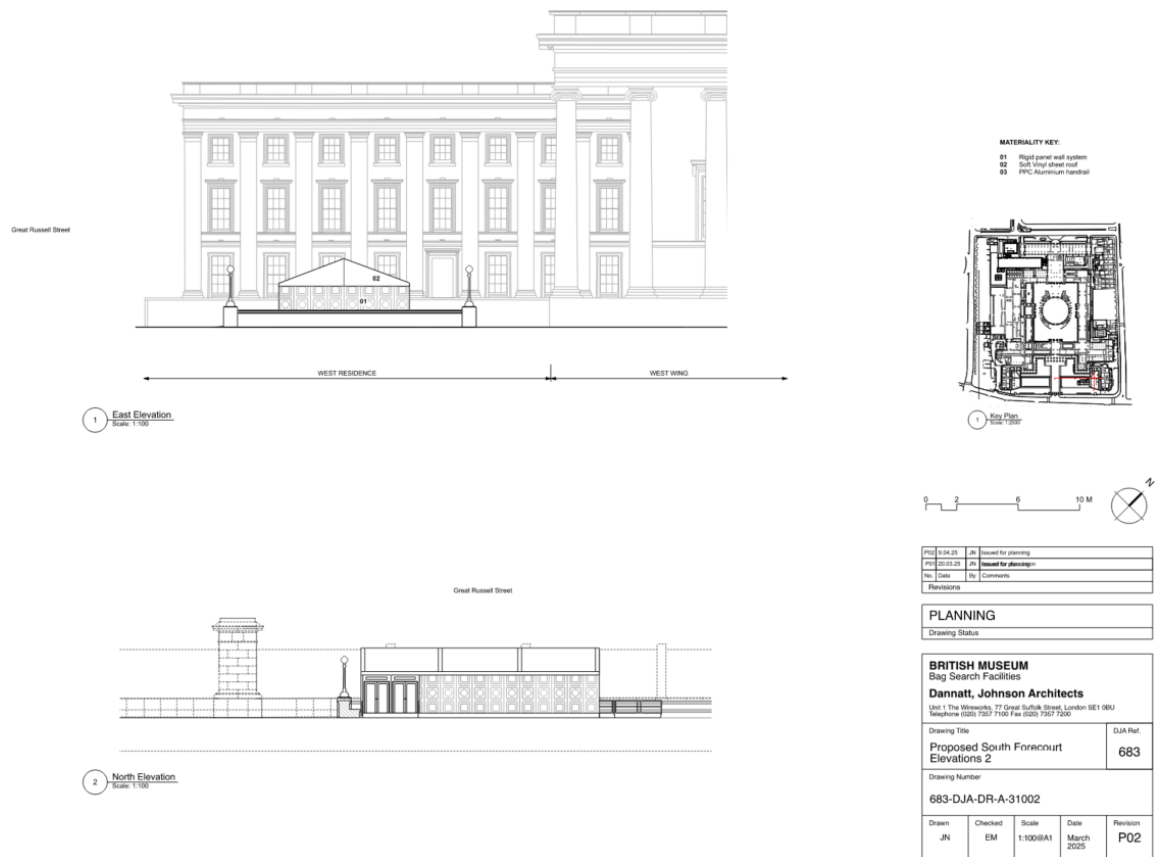 MATERIALITY KEY:
01 Rigid panel wall system
02 Soft Vinyl sheet roof
03 PPC Aluminium handrail
Great Russell Street
02
01
WEST RESIDENCE
WEST WING
1
East Elevation
Scale: 1:100
1
Key Plan
Scale: 1:2500
0 2 6 10 M
N
Great Russell Street
2
North Elevation
Scale: 1:100
P02 9.04.25 JN Issued for planning
P01 20.03.25 JN Issued for
No. Date By Comments
Revisions
PLANNING
Drawing Status
BRITISH MUSEUM
Bag Search Facilities
Dannatt, Johnson Architects
Unit 1 The Wireworks, 77 Great Suffolk Street, London SE1 0BU
Telephone (020) 7357 7100 Fax (020) 7357 7200
Drawing Title
DJA Ref.
Proposed South Forecourt
Elevations 2
683
Drawing Number
683-DJA-DR-A-31002
Drawn Checked Scale Date Revision
JN EM 1:100@A1 March 2025 P02